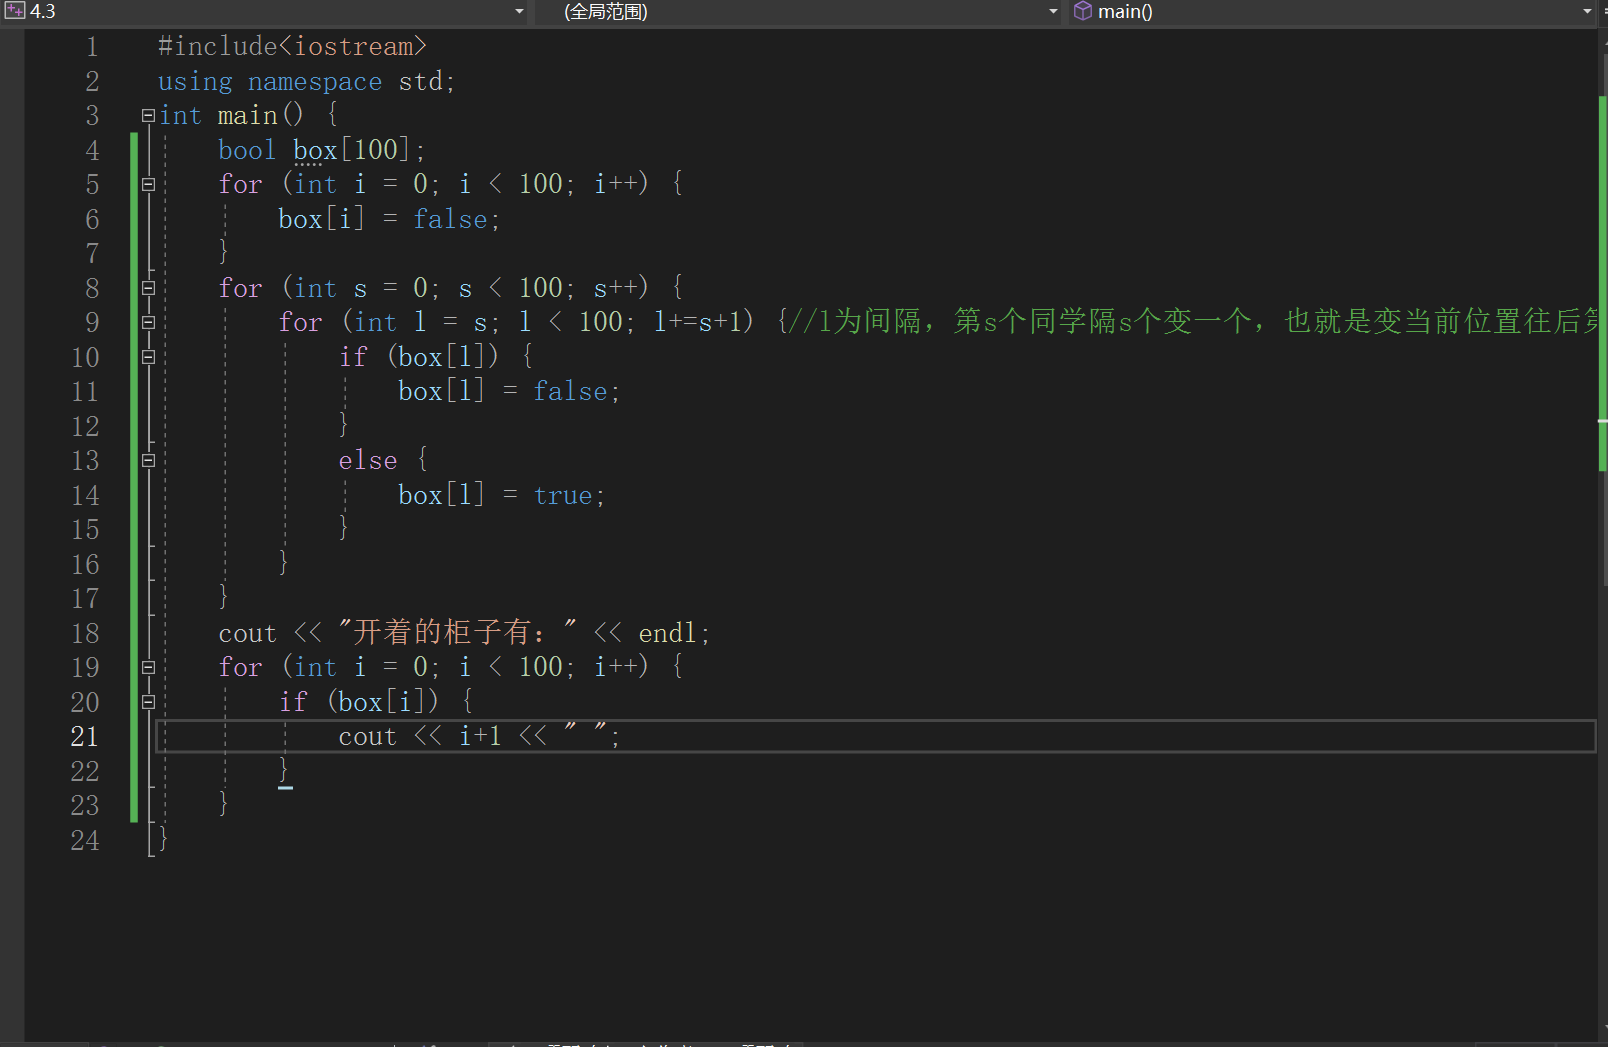 4.3 (全局范围) main()
1 #include<iostream>
2 using namespace std;
3 int main() {
4 bool box[100];
5 for (int i = 0; i < 100; i++) {
6 box[i] = false;
7 }
8 for (int s = 0; s < 100; s++) {
9 for (int l = s; l < 100; l+=s+1) {//l为间隔，第s个同学隔s个变一个，也就是变当前位置往后第
10 if (box[l]) {
11 box[l] = false;
12 }
13 else {
14 box[l] = true;
15 }
16 }
17 }
18 cout << "开着的柜子有：" << endl;
19 for (int i = 0; i < 100; i++) {
20 if (box[i]) {
21 cout << i+1 << " ";
22 }
23 }
24 }